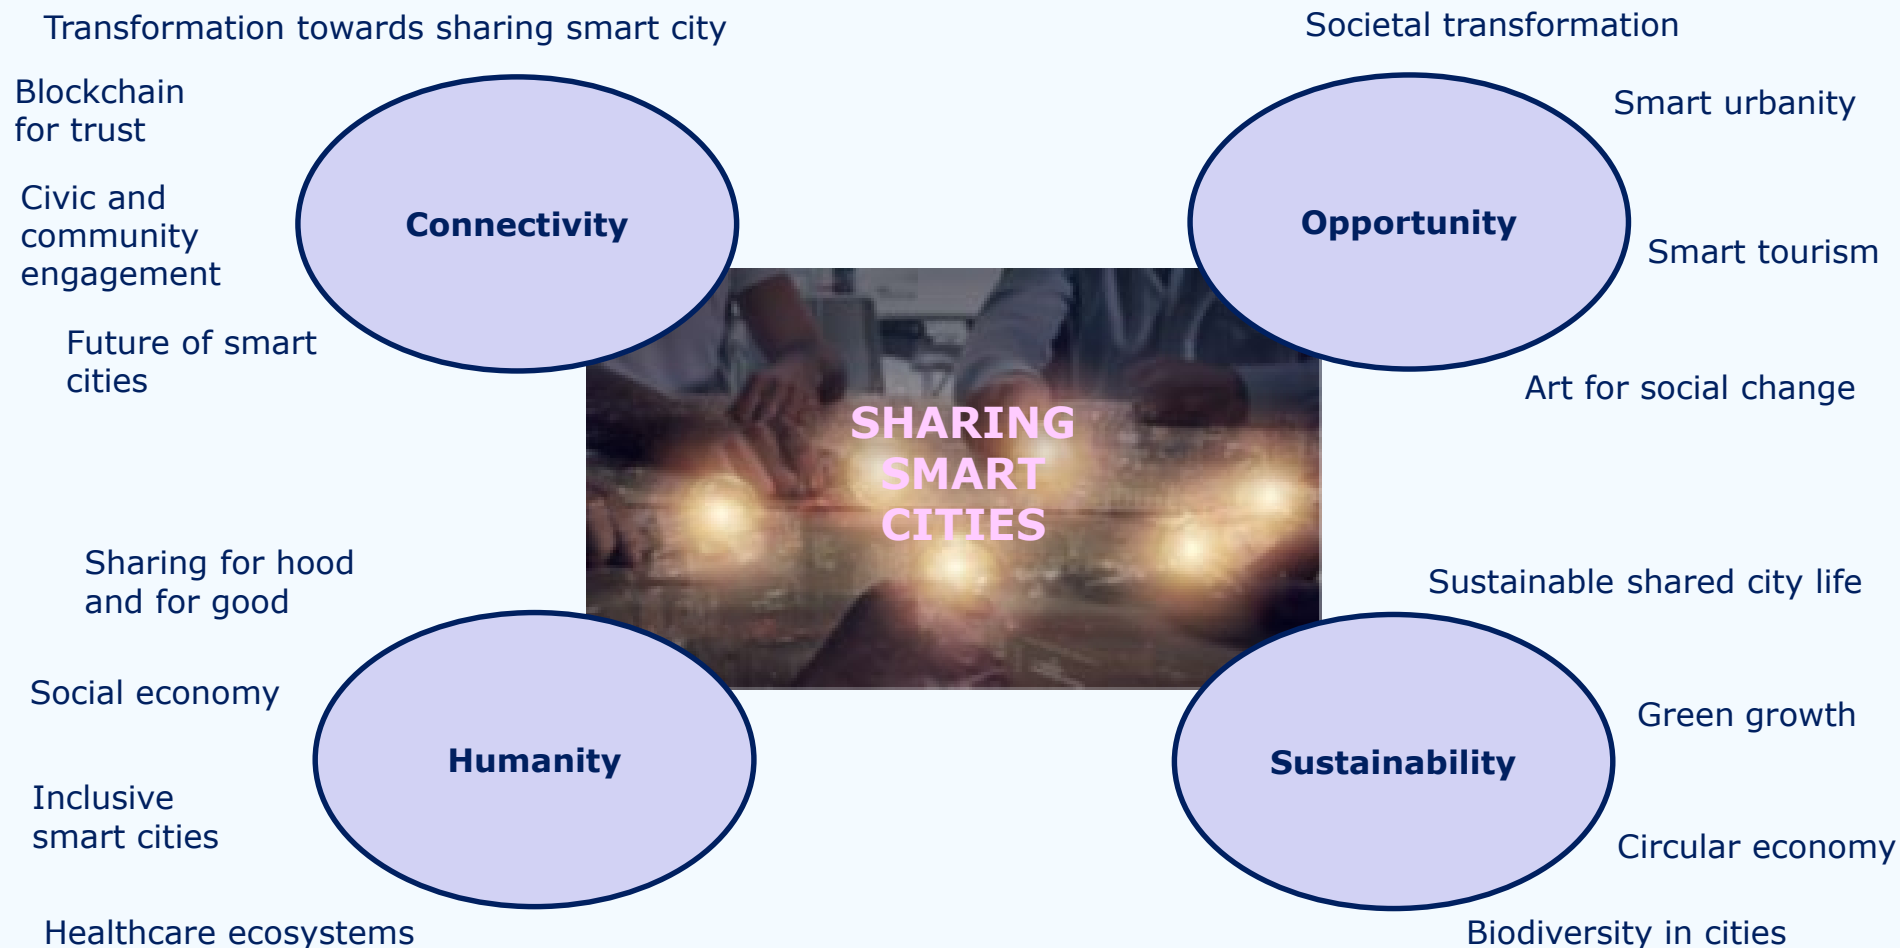 Transformation towards sharing smart city
Blockchain
for trust
Civic and
community
engagement
Future of smart
cities
Connectivity
Societal transformation
Smart urbanity
Opportunity
Smart tourism
Art for social change
SHARING
SMART
CITIES
Sharing for hood
and for good
Social economy
Humanity
Inclusive
smart cities
Healthcare ecosystems
Sustainable shared city life
Green growth
Sustainability
Circular economy
Biodiversity in cities